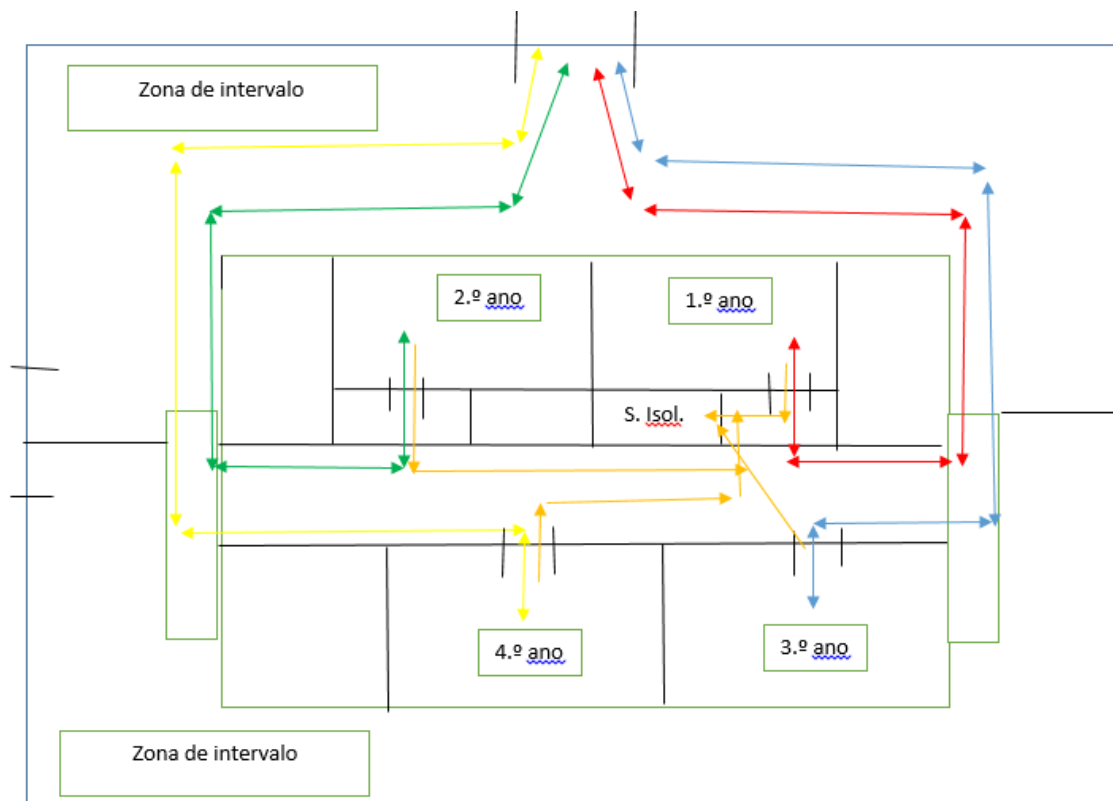 Zona de intervalo
2.º ano
1.º ano
S. Isol.
4.º ano
3.º ano
Zona de intervalo